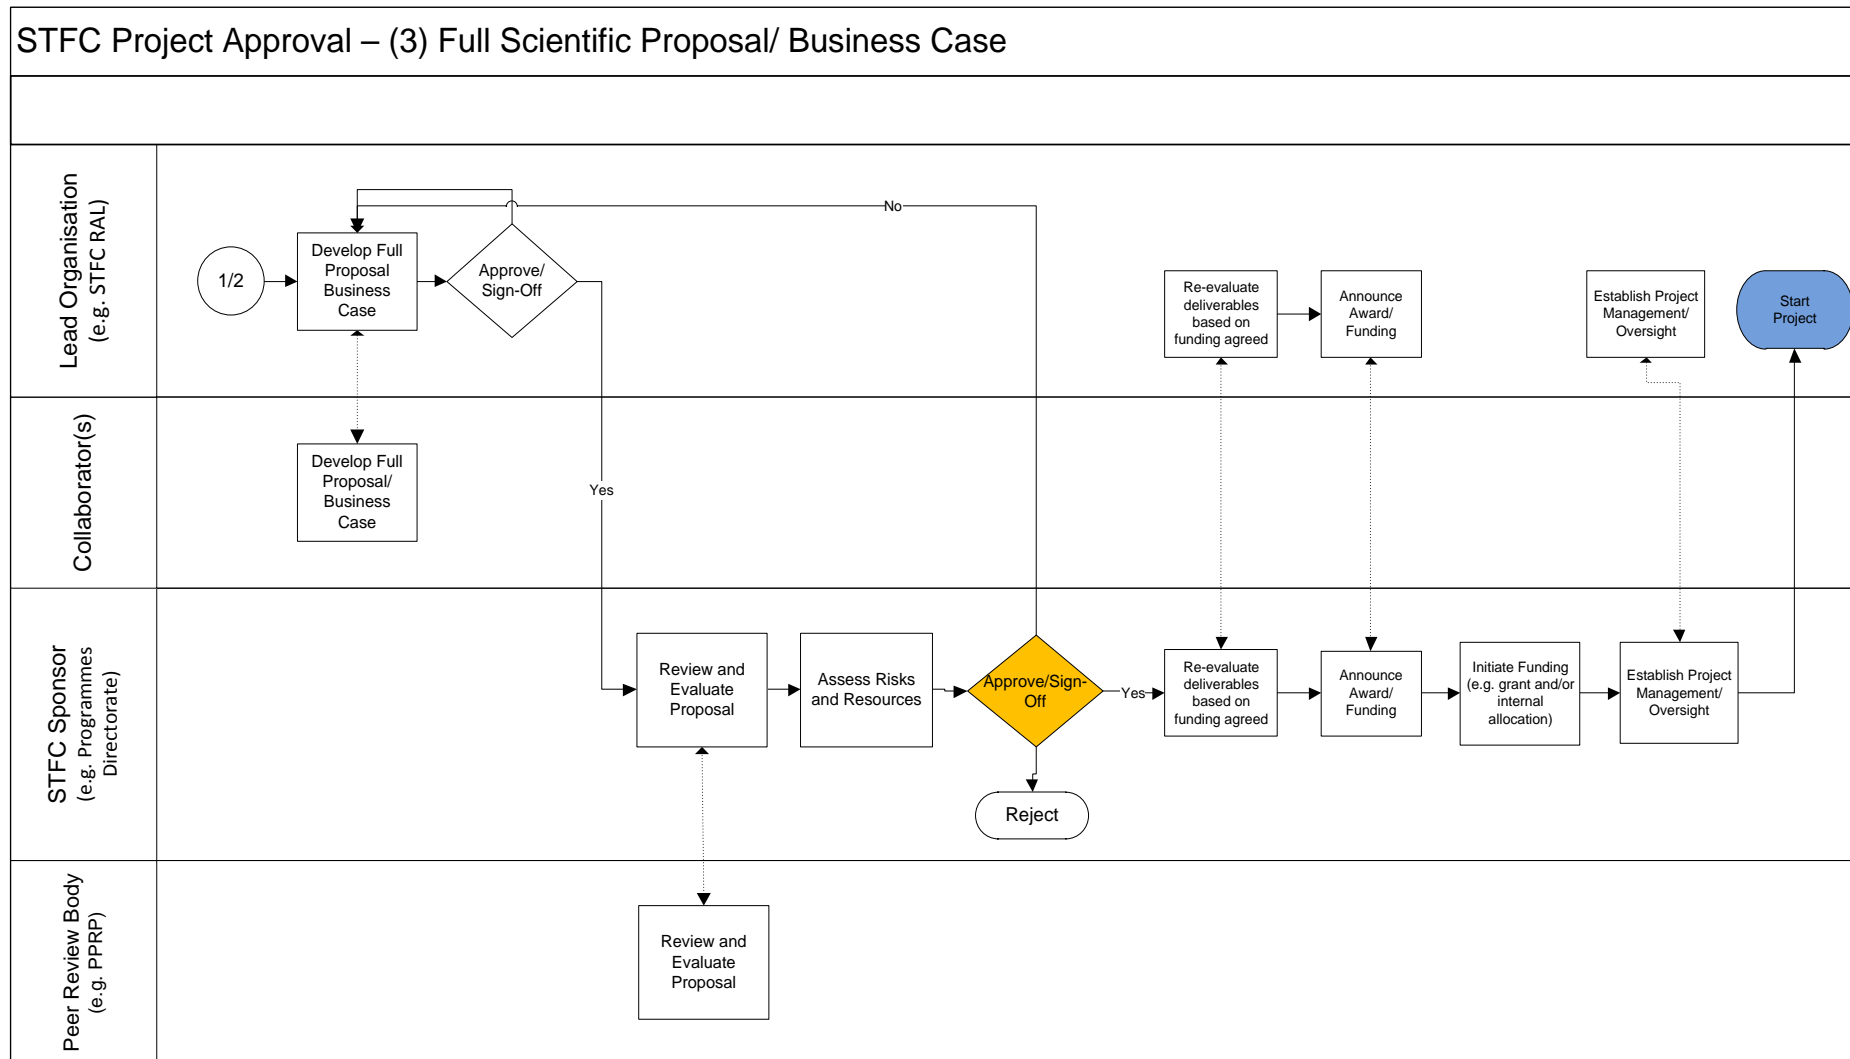 STFC Project Approval – (3) Full Scientific Proposal/ Business Case
Lead Organisation
(e.g. STFC RAL)
1/2
Develop Full
Proposal
Business
Case
Approve/
Sign-Off
No
Re-evaluate
deliverables
based on
funding agreed
Announce
Award/
Funding
Establish Project
Management/
Oversight
Start
Project
Collaborator(s)
Develop Full
Proposal/
Business
Case
Yes
STFC Sponsor
(e.g. Programmes
Directorate)
Review and
Evaluate
Proposal
Assess Risks
and Resources
Approve/Sign-
Off
Yes
Re-evaluate
deliverables
based on
funding agreed
Announce
Award/
Funding
Initiate Funding
(e.g. grant and/or
internal
allocation)
Establish Project
Management/
Oversight
Reject
Peer Review Body
(e.g. PPRP)
Review and
Evaluate
Proposal